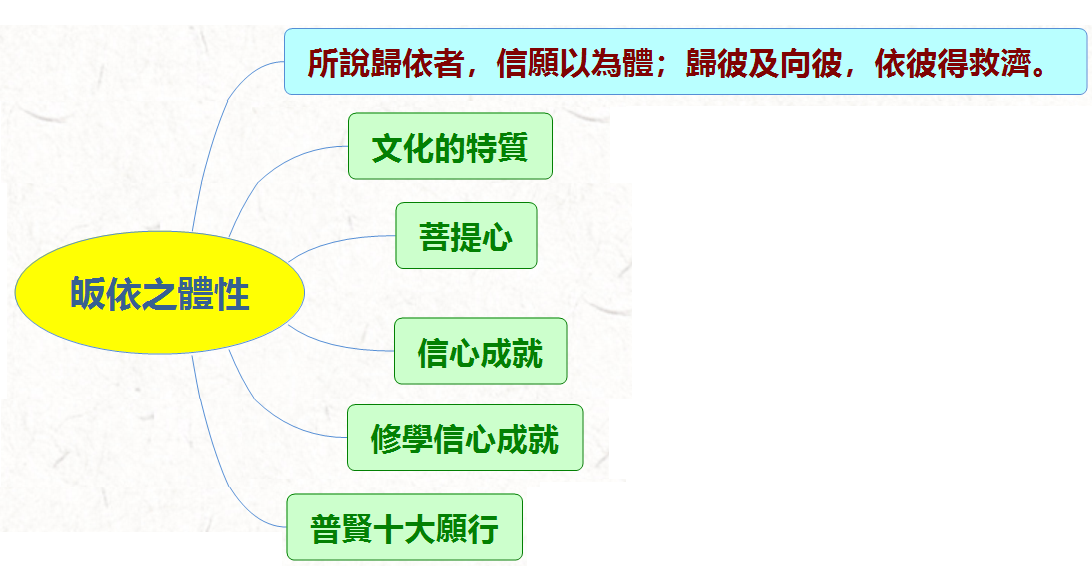 所說歸依者，信願以為體；歸彼及向彼，依彼得救濟。
文化的特質
菩提心
皈依之體性
信心成就
修學信心成就
普賢十大願行